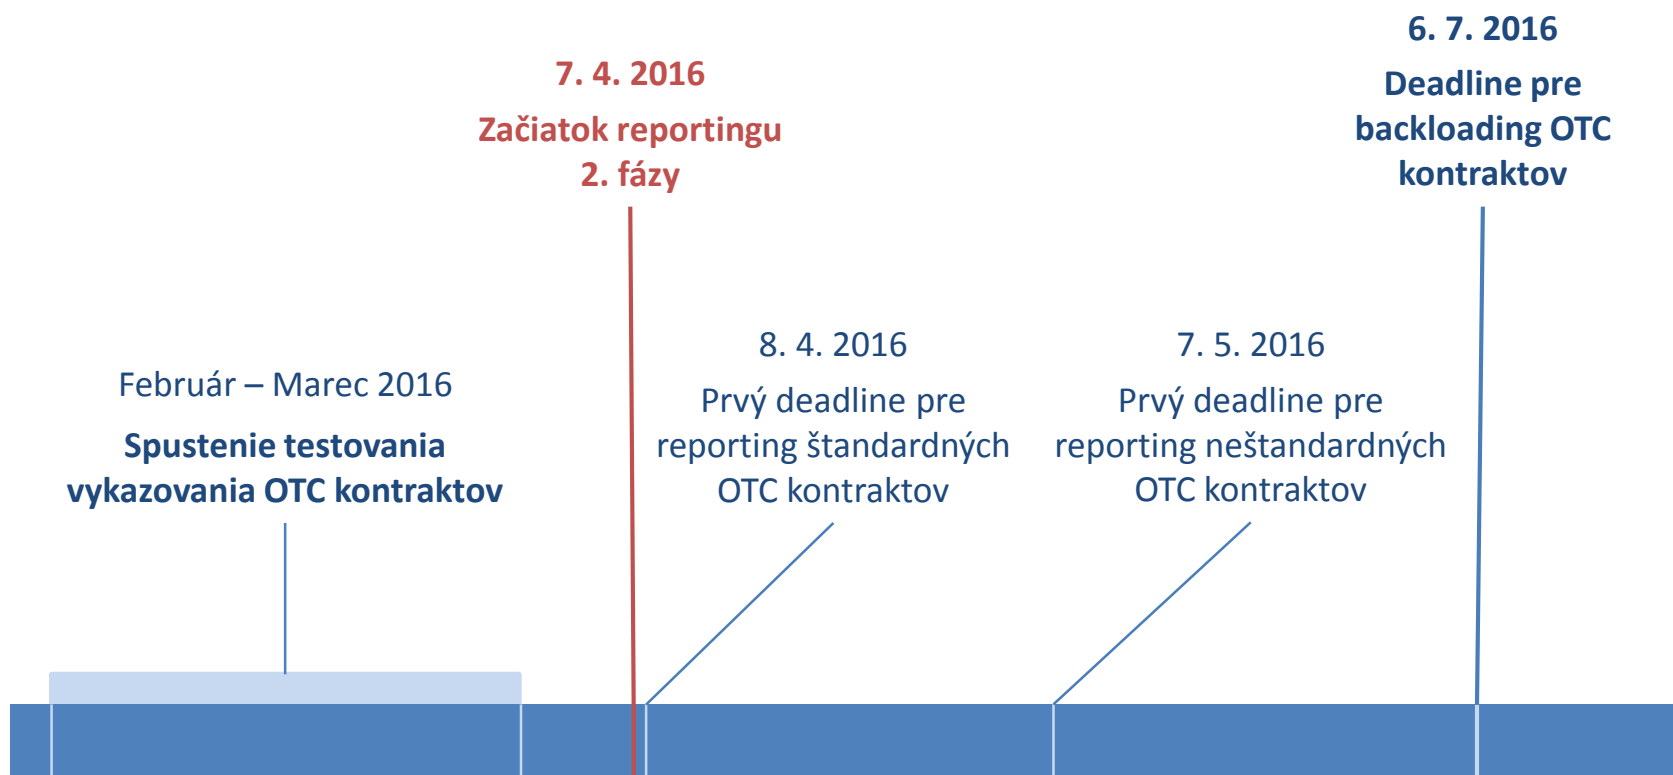 Február – Marec 2016
Spustenie testovania
vykazovania OTC kontraktov
7. 4. 2016
Začiatok reportingu
2. fázy
8. 4. 2016
Prvý deadline pre
reporting štandardných
OTC kontraktov
7. 5. 2016
Prvý deadline pre
reporting neštandardných
OTC kontraktov
6. 7. 2016
Deadline pre
backloading OTC
kontraktov